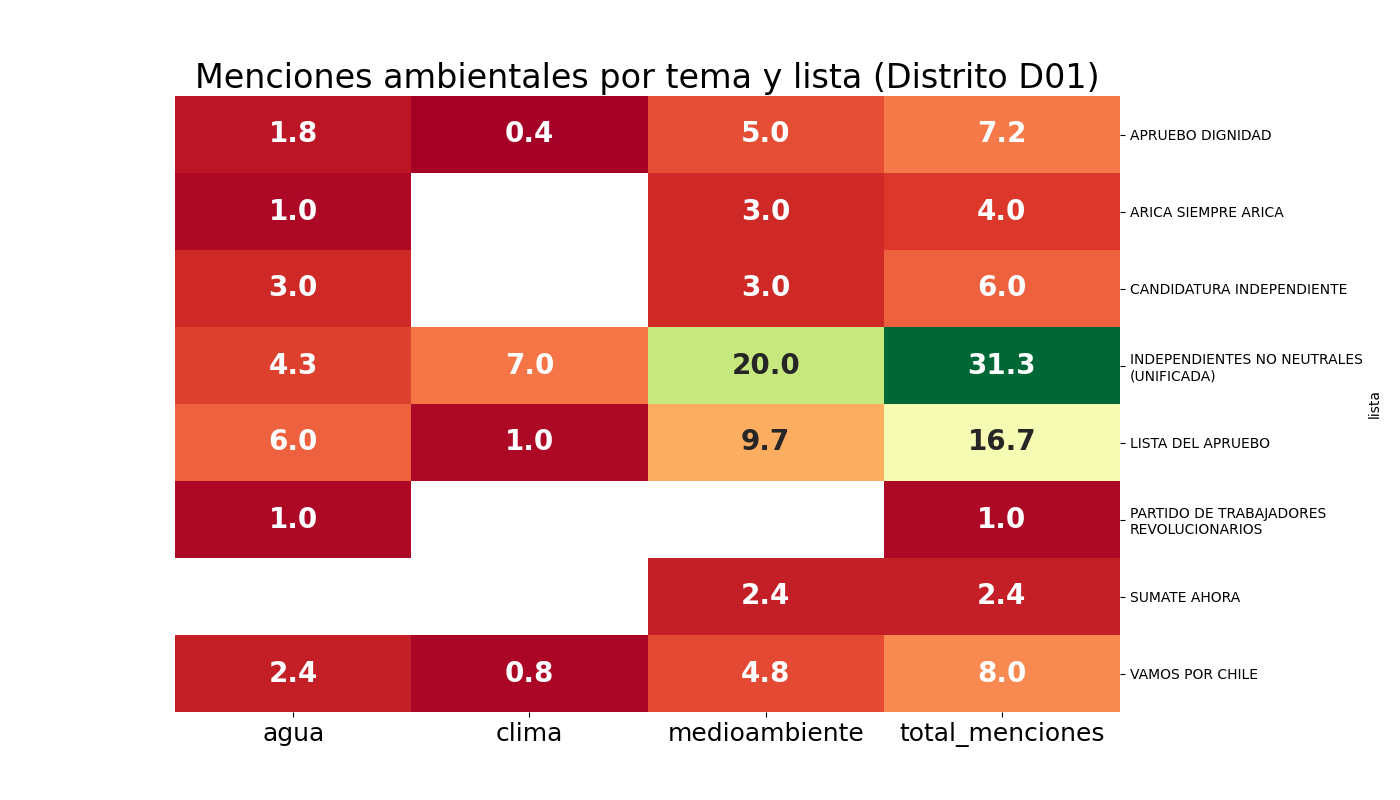 Menciones ambientales por tema y lista (Distrito D01)
1.8 0.4 5.0 7.2 APRUEBO DIGNIDAD
1.0 3.0 4.0 ARICA SIEMPRE ARICA
3.0 3.0 6.0 CANDIDATURA INDEPENDIENTE
4.3 7.0 20.0 31.3 INDEPENDIENTES NO NEUTRALES
(UNIFICADA)
lista
6.0 1.0 9.7 16.7 LISTA DEL APRUEBO
1.0 1.0 PARTIDO DE TRABAJADORES
REVOLUCIONARIOS
2.4 2.4 SUMATE AHORA
2.4 0.8 4.8 8.0 VAMOS POR CHILE
agua clima medioambiente total_menciones